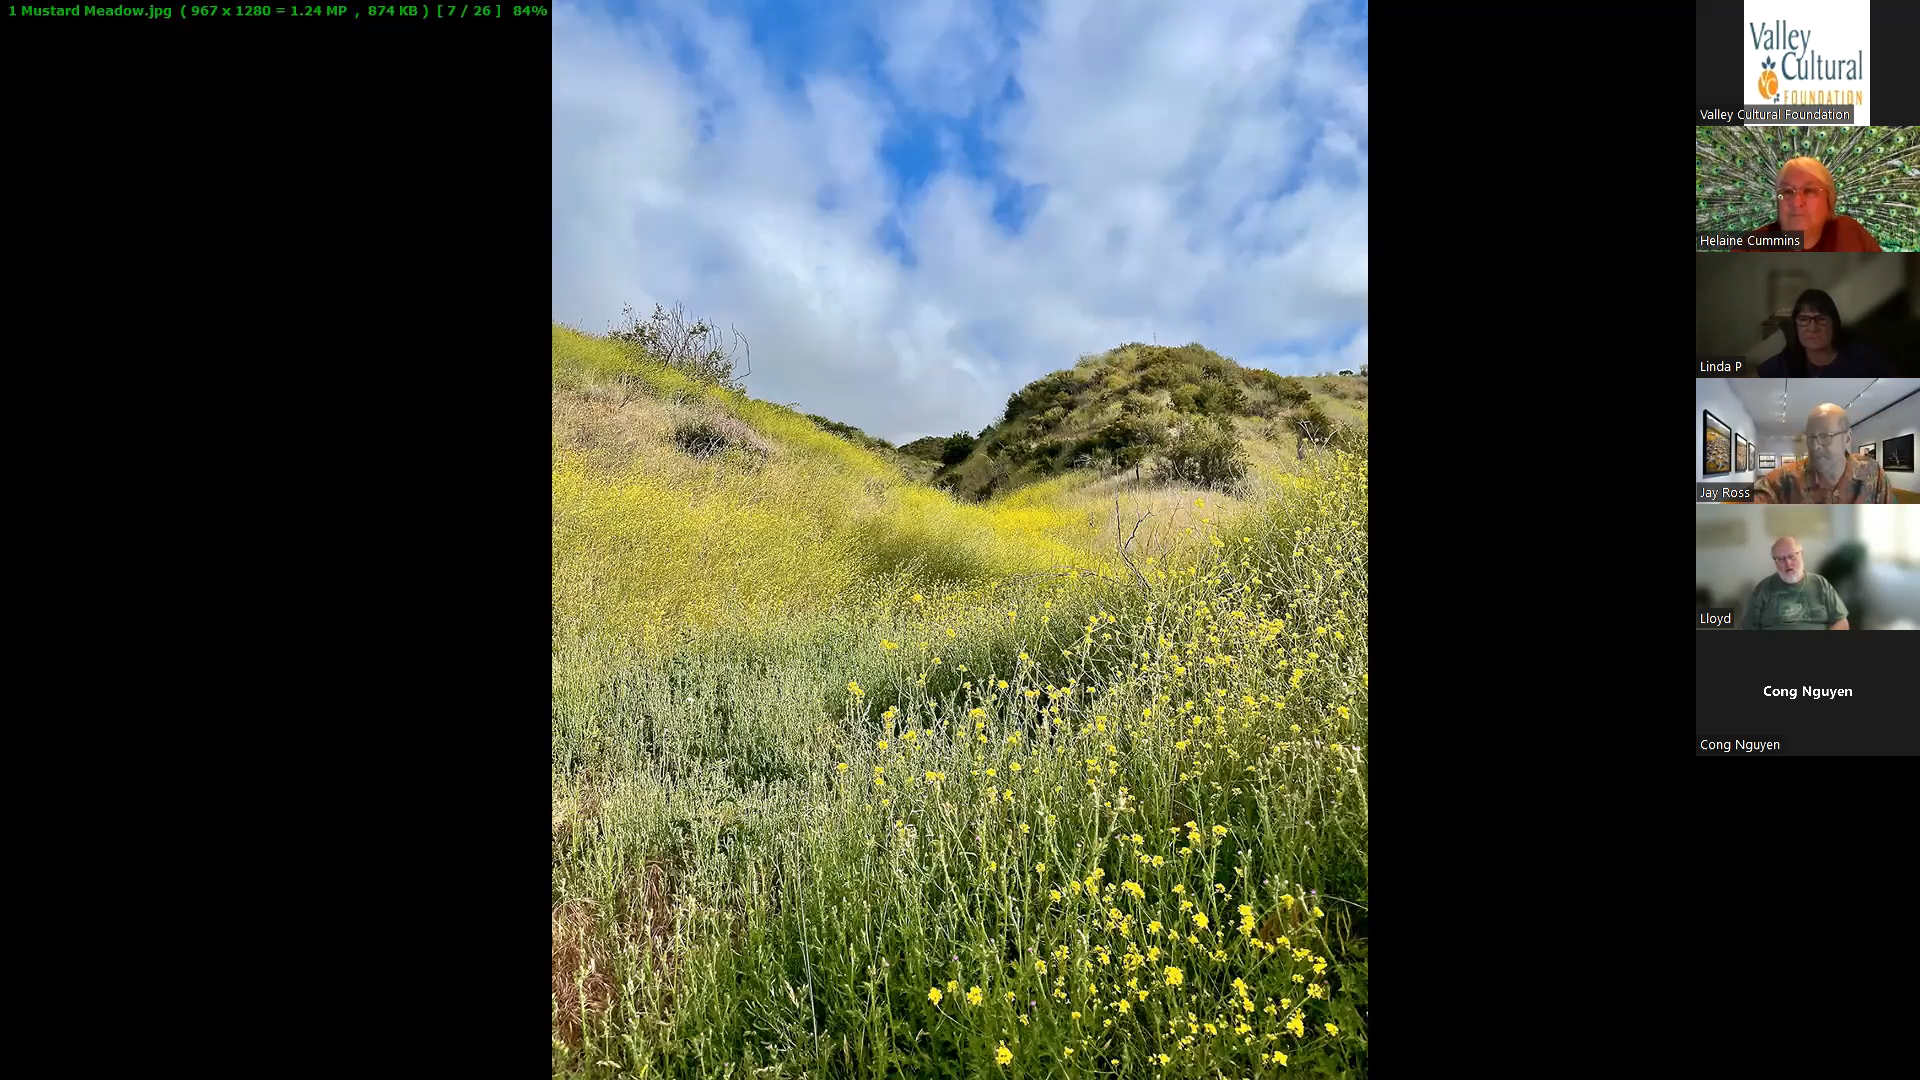 1 Mustard Meadow.jpg ( 967 x 1280 = 1.24 MP , 874 KB ) [ 7 / 26 ] 84%
Valley
Cultural
FOUNDATION
Valley Cultural Foundation
Helaine Cummins
Linda P
Jay Ross
Lloyd
Cong Nguyen
Cong Nguyen